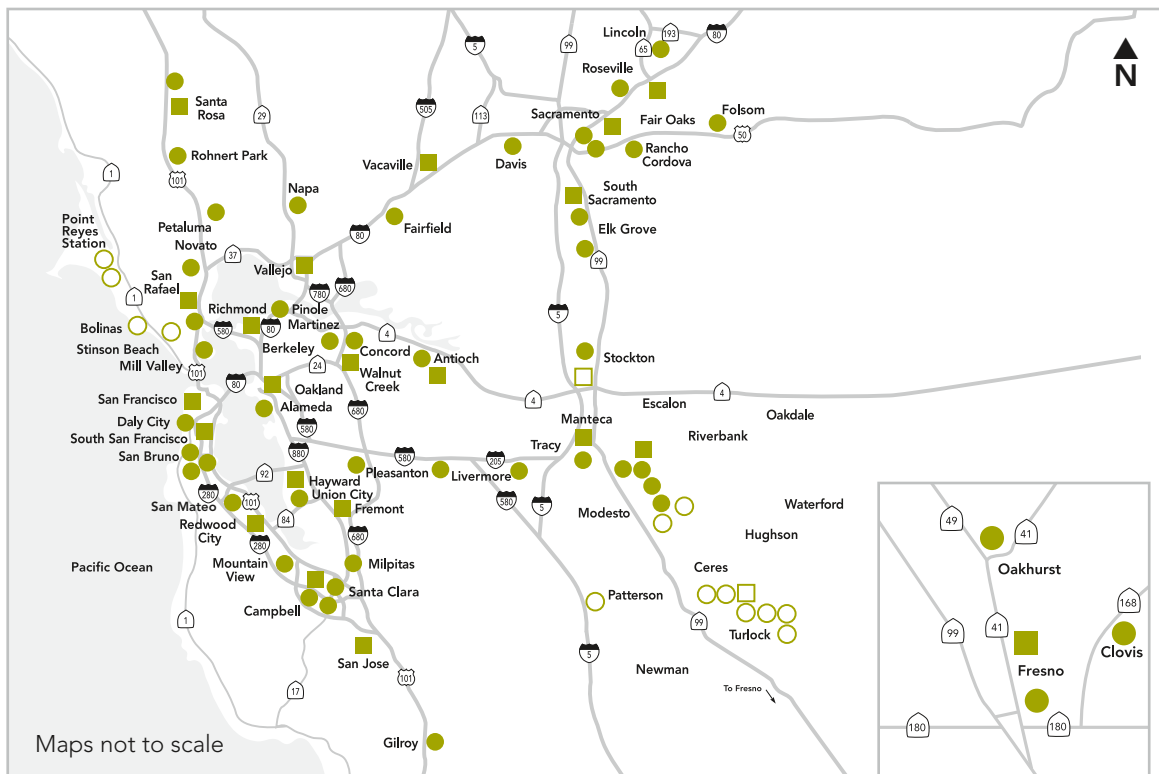 Lincoln
193
80
5
99
65
N
Roseville
Santa
Rosa
29
505
113
Sacramento
Fair Oaks
Folsom
50
Rohnert Park
1
101
Vacaville
Davis
Rancho
Cordova
Napa
South
Sacramento
Point
Reyes
Station
Petaluma
Fairfield
Elk Grove
80
Novato
37
99
Vallejo
San
Rafael
680
780
1
Richmond
Pinole
5
Bolinas
580
80
Martinez
4
Stinson Beach
Berkeley
Concord
Antioch
Stockton
Mill Valley
24
101
80
Walnut
Creek
Oakland
San Francisco
Alameda
4
4
Escalon
Oakdale
Daly City
680
Manteca
580
Riverbank
South San Francisco
Tracy
880
San Bruno
580
205
92
Pleasanton
Livermore
Hayward
280
Union City
580
5
San Mateo
101
Fremont
Modesto
Waterford
84
Redwood
City
280
680
Hughson
Mountain
View
Milpitas
Ceres
Pacific Ocean
Santa Clara
Patterson
Campbell
1
99
Turlock
San Jose
5
Newman
101
17
To Fresno
Maps not to scale
Gilroy
49
41
Oakhurst
168
99
41
Clovis
Fresno
180
180